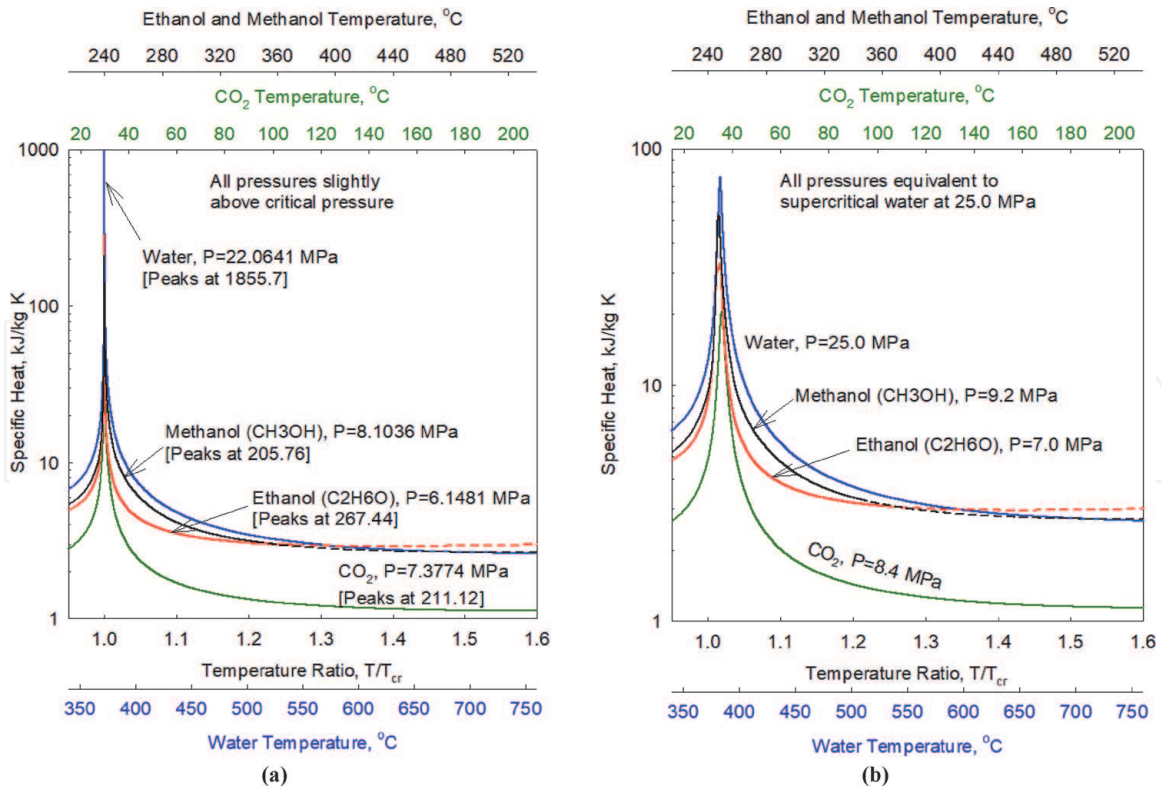 Ethanol and Methanol Temperature, °C
240 280 320 360 400 440 480 520
CO₂ Temperature, °C
20 40 60 80 100 120 140 160 180 200
Specific Heat, kJ/kg K
1000
100
10
1
All pressures slightly
above critical pressure
Water, P=22.0641 MPa
[Peaks at 1855.7]
Methanol (CH3OH), P=8.1036 MPa
[Peaks at 205.76]
Ethanol (C2H6O), P=6.1481 MPa
[Peaks at 267.44]
CO₂, P=7.3774 MPa
[Peaks at 211.12]
1.0 1.1 1.2 1.3 1.4 1.5 1.6
Temperature Ratio, T/Tcr
350 400 450 500 550 600 650 700 750
Water Temperature, °C
(a)
Ethanol and Methanol Temperature, °C
240 280 320 360 400 440 480 520
CO₂ Temperature, °C
20 40 60 80 100 120 140 160 180 200
Specific Heat, kJ/kg K
100
10
1
All pressures equivalent to
supercritical water at 25.0 MPa
Water, P=25.0 MPa
Methanol (CH3OH), P=9.2 MPa
Ethanol (C2H6O), P=7.0 MPa
CO₂, P=8.4 MPa
1.0 1.1 1.2 1.3 1.4 1.5 1.6
Temperature Ratio, T/Tcr
350 400 450 500 550 600 650 700 750
Water Temperature, °C
(b)